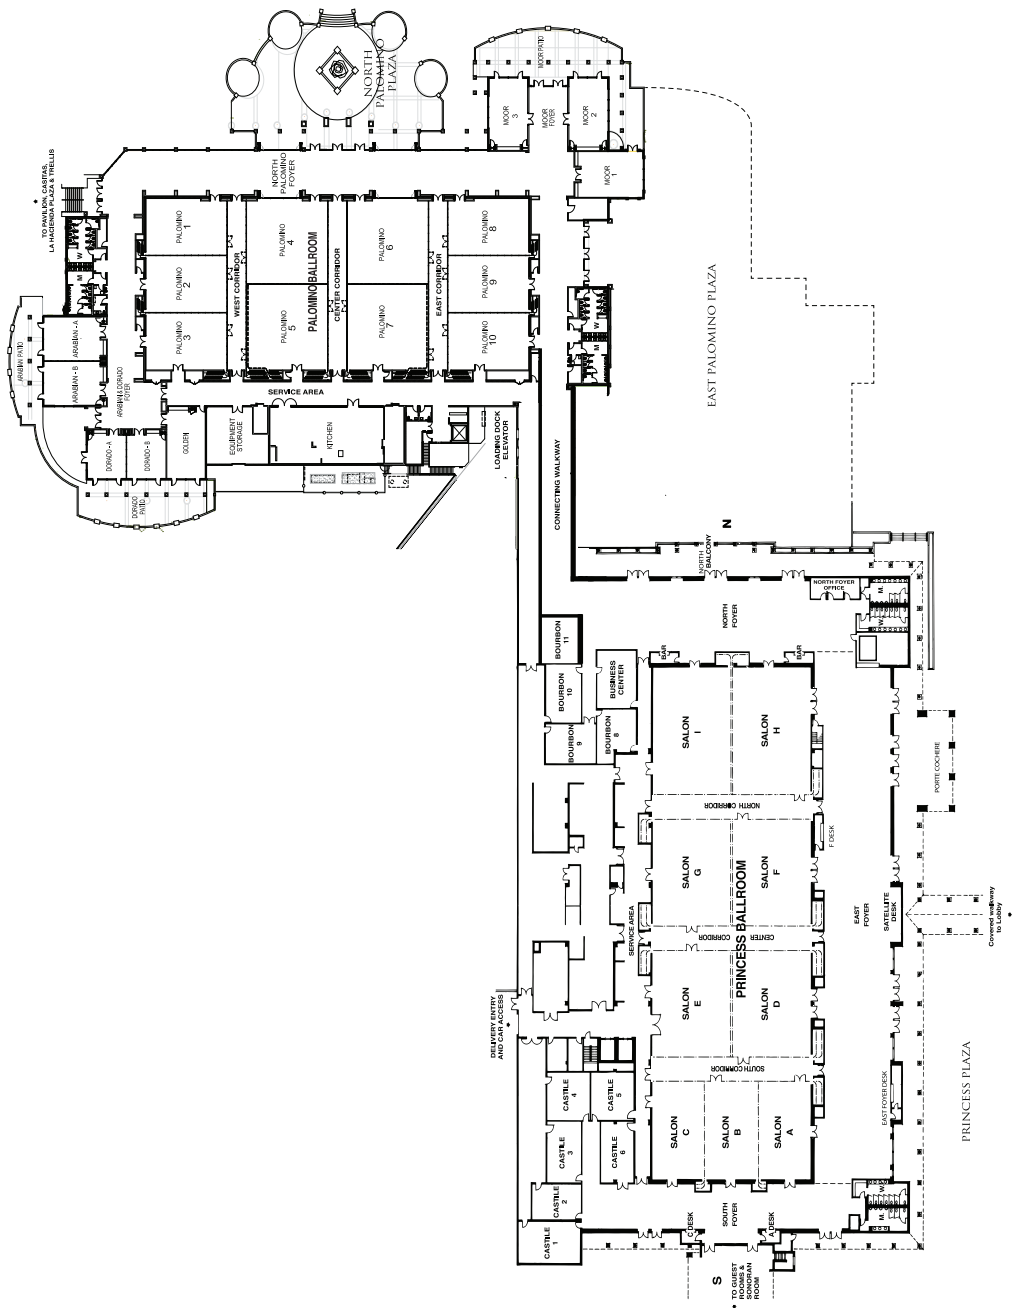 NORTH
PALOMINO
PLAZA
MOOR PATIO
MOOR
3
MOOR
FOYER
MOOR
2
MOOR
1
TO PAVILION, CASITAS,
LA HACIENDA PLAZA & TRELLIS
NORTH
PALOMINO
FOYER
M
W
PALOMINO
1
PALOMINO
2
PALOMINO
3
WEST CORRIDOR
PALOMINO
4
PALOMINO
5
PALOMINO BALLROOM
CENTER CORRIDOR
PALOMINO
6
PALOMINO
7
EAST CORRIDOR
PALOMINO
8
PALOMINO
9
PALOMINO
10
M
W
EAST PALOMINO PLAZA
ARABIAN PATIO
ARABIAN - A
ARABIAN - B
ARABIAN & DORADO
FOYER
SERVICE AREA
DORADO - A
DORADO - B
GOLDEN
EQUIPMENT
STORAGE
KITCHEN
DORADO
PATIO
LOADING DOCK
ELEVATOR
CONNECTING WALKWAY
N
NORTH
BALCONY
NORTH FOYER
OFFICE
M.
W.
NORTH
FOYER
BOURBON
11
BOURBON
10
BUSINESS
CENTER
BOURBON
9
BOURBON
8
BAR
BAR
SALON
I
SALON
H
NORTH CORRIDOR
F DESK
PORTE COCHERE
SALON
G
SALON
F
PRINCESS BALLROOM
SERVICE AREA
CENTER
CORRIDOR
EAST
FOYER
SATELLITE
DESK
Covered walkway
to Lobby
SALON
E
SALON
D
DELIVERY ENTRY
AND CAR ACCESS
SOUTH CORRIDOR
EAST FOYER DESK
PRINCESS PLAZA
CASTILE
4
CASTILE
5
CASTILE
3
CASTILE
6
CASTILE
2
CASTILE
1
SALON
C
SALON
B
SALON
A
C DESK
SOUTH
FOYER
A DESK
M.
W.
S
TO GUEST
ROOMS &
SONORAN
ROOM